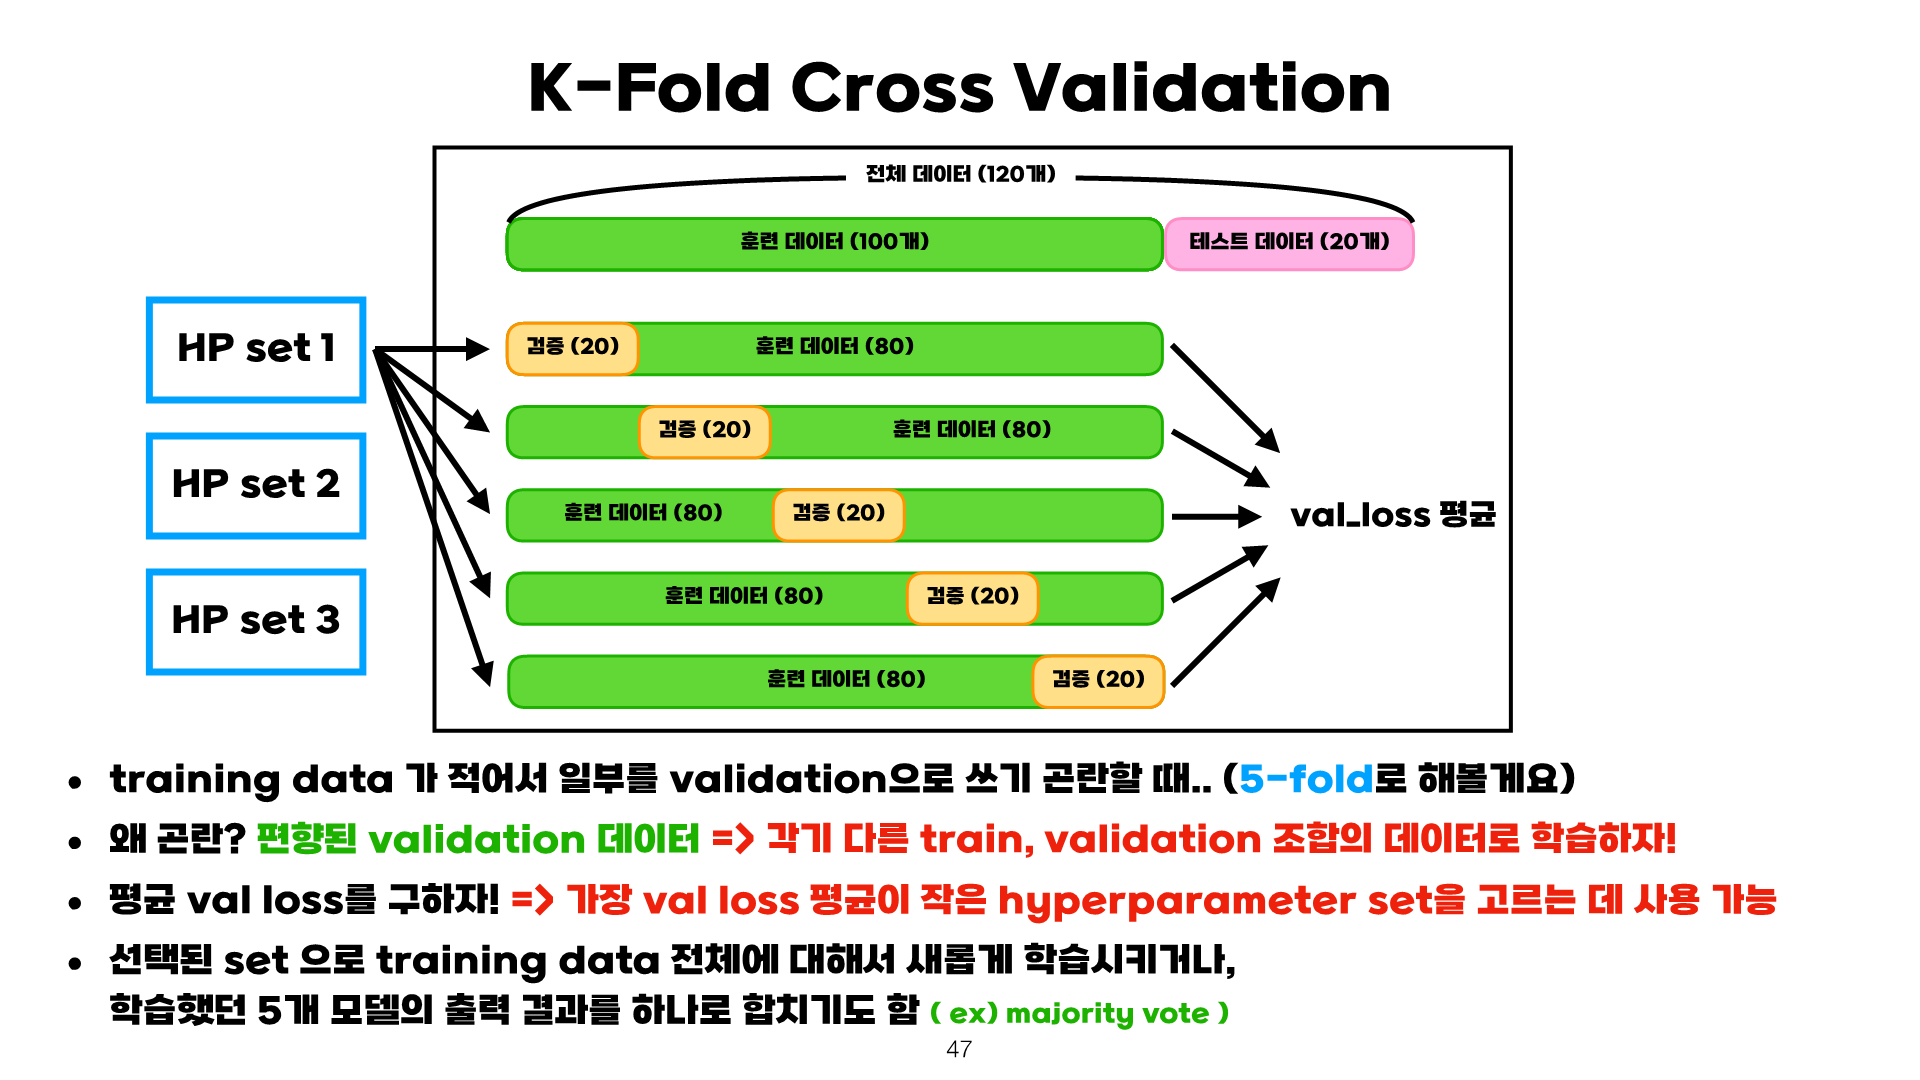 K-Fold Cross Validation
전체 데이터 (120개)
훈련 데이터 (100개)
테스트 데이터 (20개)
HP set 1
HP set 2
HP set 3
검증 (20)
훈련 데이터 (80)
검증 (20)
훈련 데이터 (80)
훈련 데이터 (80)
검증 (20)
훈련 데이터 (80)
검증 (20)
훈련 데이터 (80)
검증 (20)
val_loss 평균
• training data 가 적어서 일부를 validation으로 쓰기 곤란할 때.. (5-fold로 해볼게요)
• 왜 곤란? 편향된 validation 데이터 => 각기 다른 train, validation 조합의 데이터로 학습하자!
• 평균 val loss를 구하자! => 가장 val loss 평균이 작은 hyperparameter set을 고르는 데 사용 가능
• 선택된 set 으로 training data 전체에 대해서 새롭게 학습시키거나,
학습했던 5개 모델의 출력 결과를 하나로 합치기도 함 ( ex) majority vote )
47